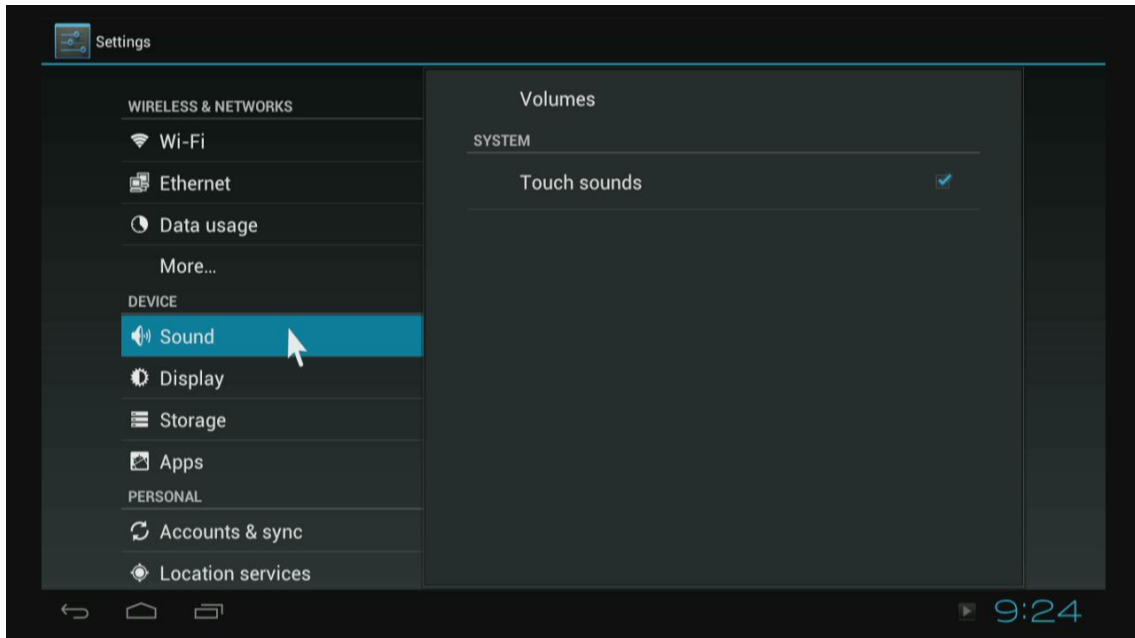 Settings
WIRELESS & NETWORKS
Wi-Fi
Ethernet
Data usage
More...
DEVICE
Sound
Display
Storage
Apps
PERSONAL
Accounts & sync
Location services
Volumes
SYSTEM
Touch sounds
9:24